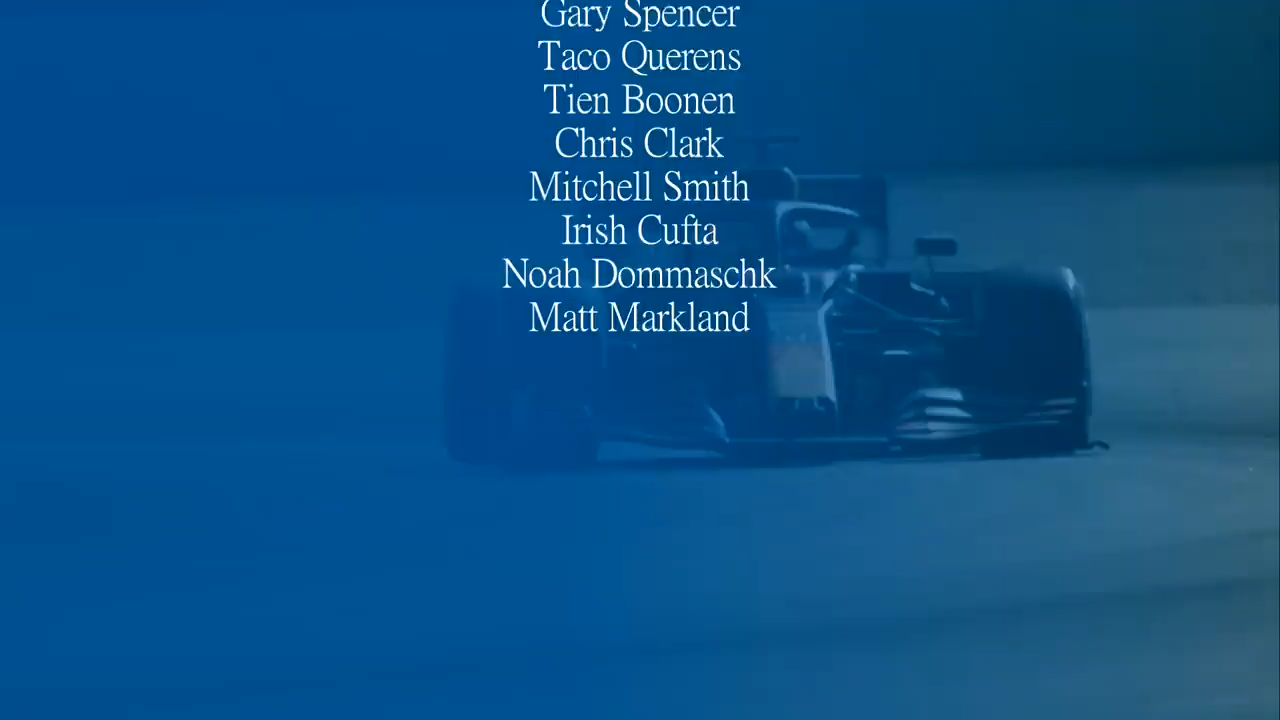 Gary Spencer
Taco Querens
Tien Boonen
Chris Clark
Mitchell Smith
Irish Cufta
Noah Dommaschk
Matt Markland